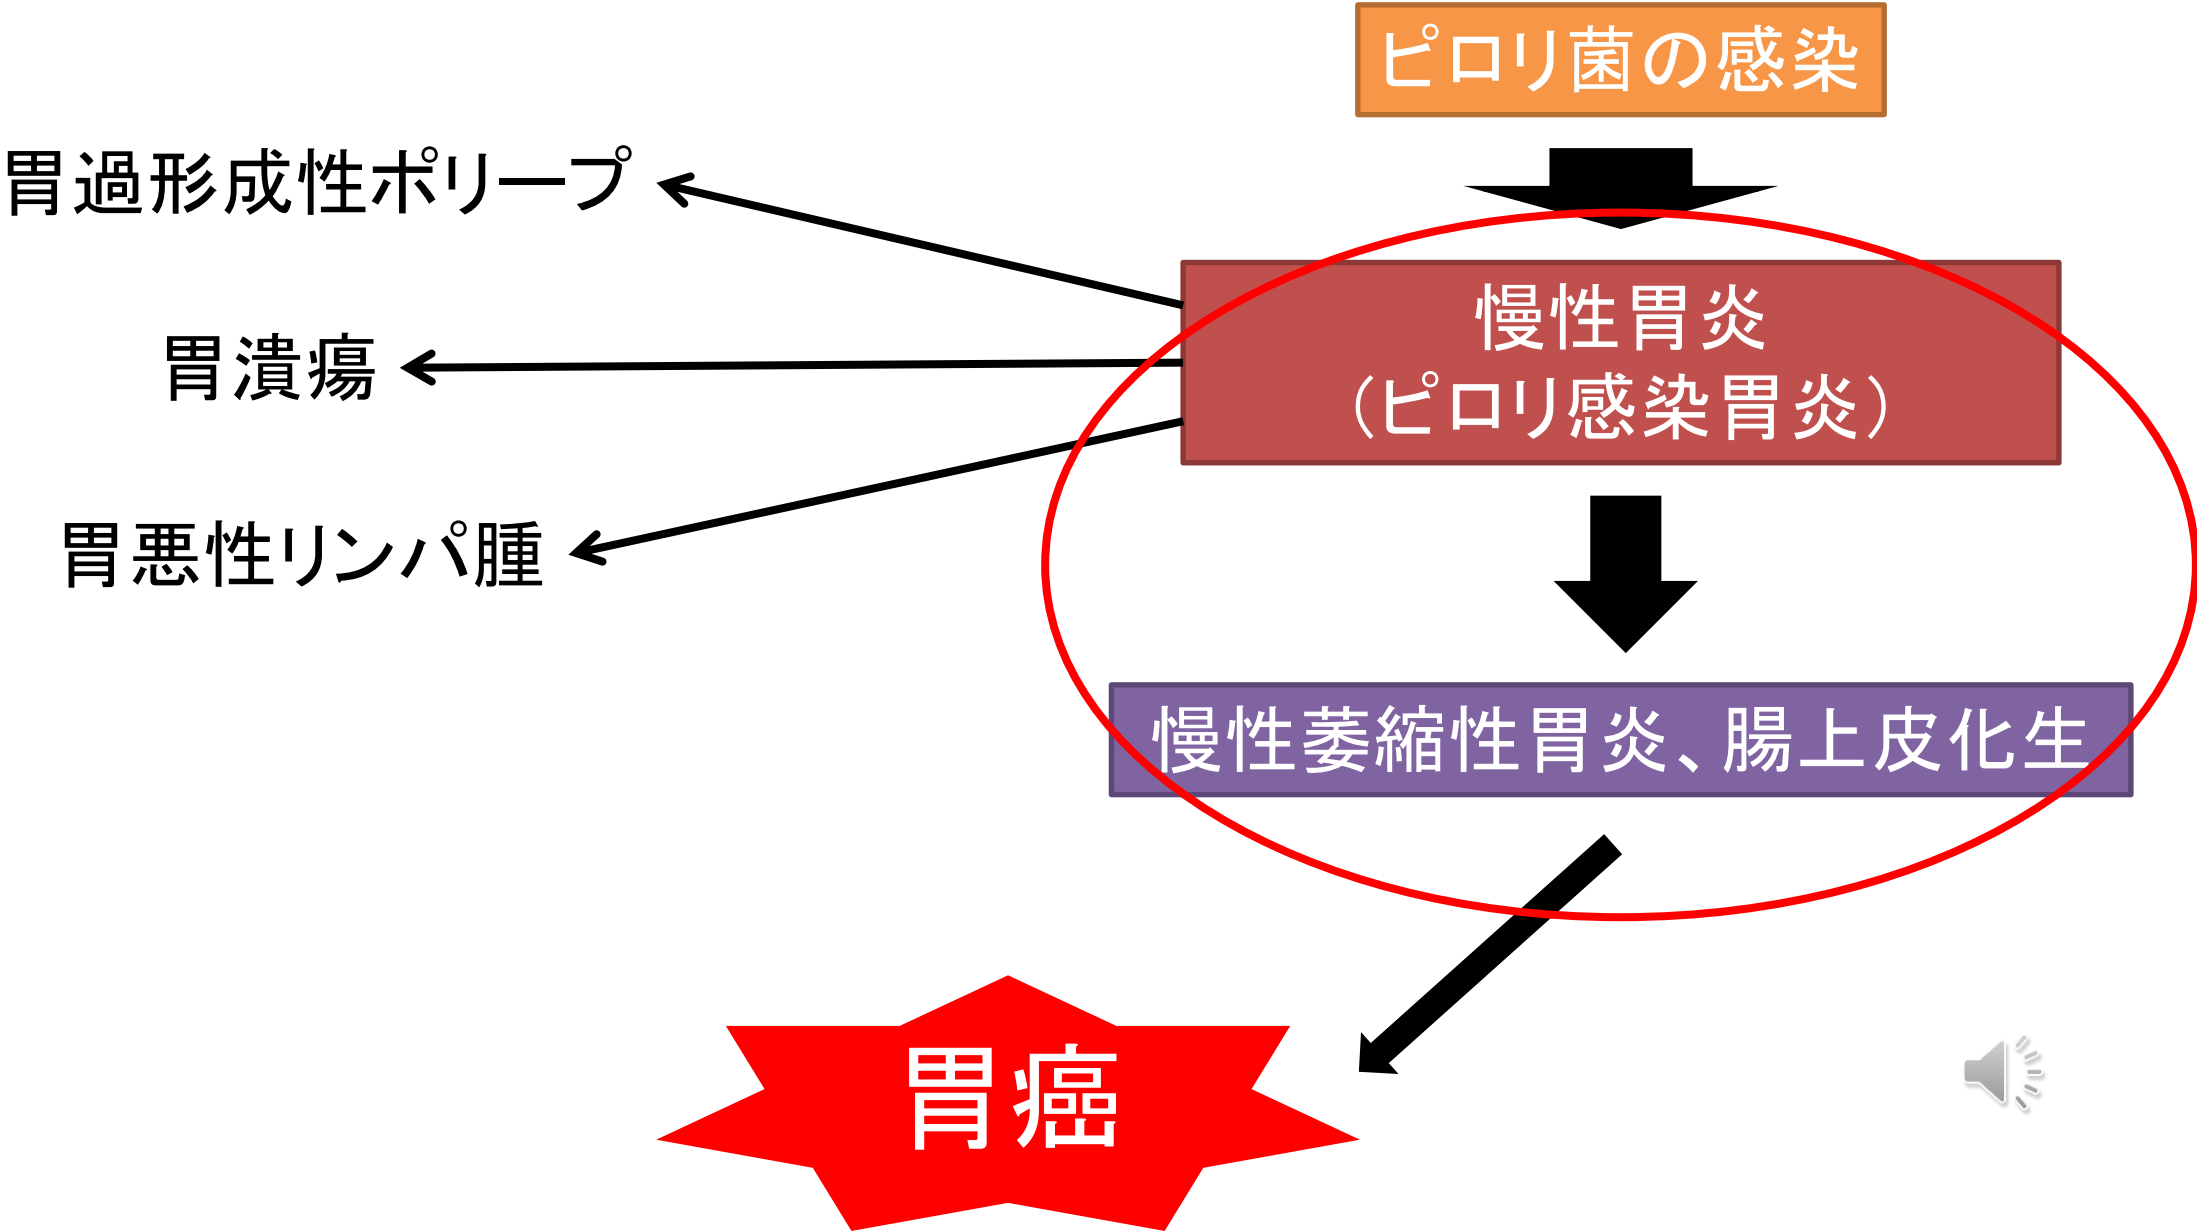 ピロリ菌の感染
胃過形成性ポリープ
慢性胃炎
（ピロリ感染胃炎）
胃潰瘍
胃悪性リンパ腫
慢性萎縮性胃炎、腸上皮化生
胃癌